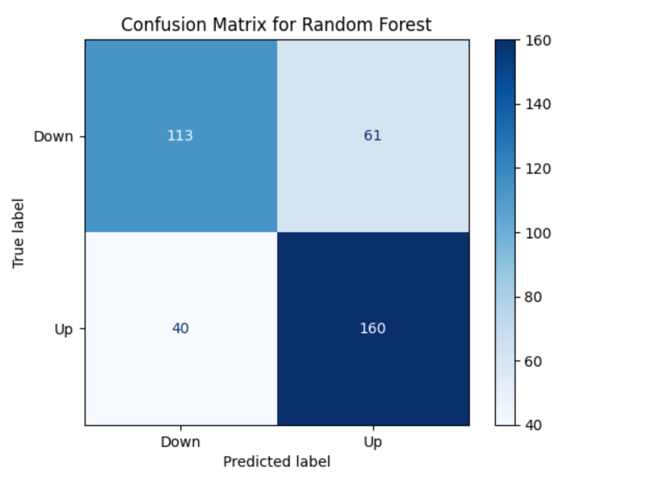 Confusion Matrix for Random Forest
160
140
120
100
80
60
40
Down
113
61
True label
Up
40
160
Down
Up
Predicted label